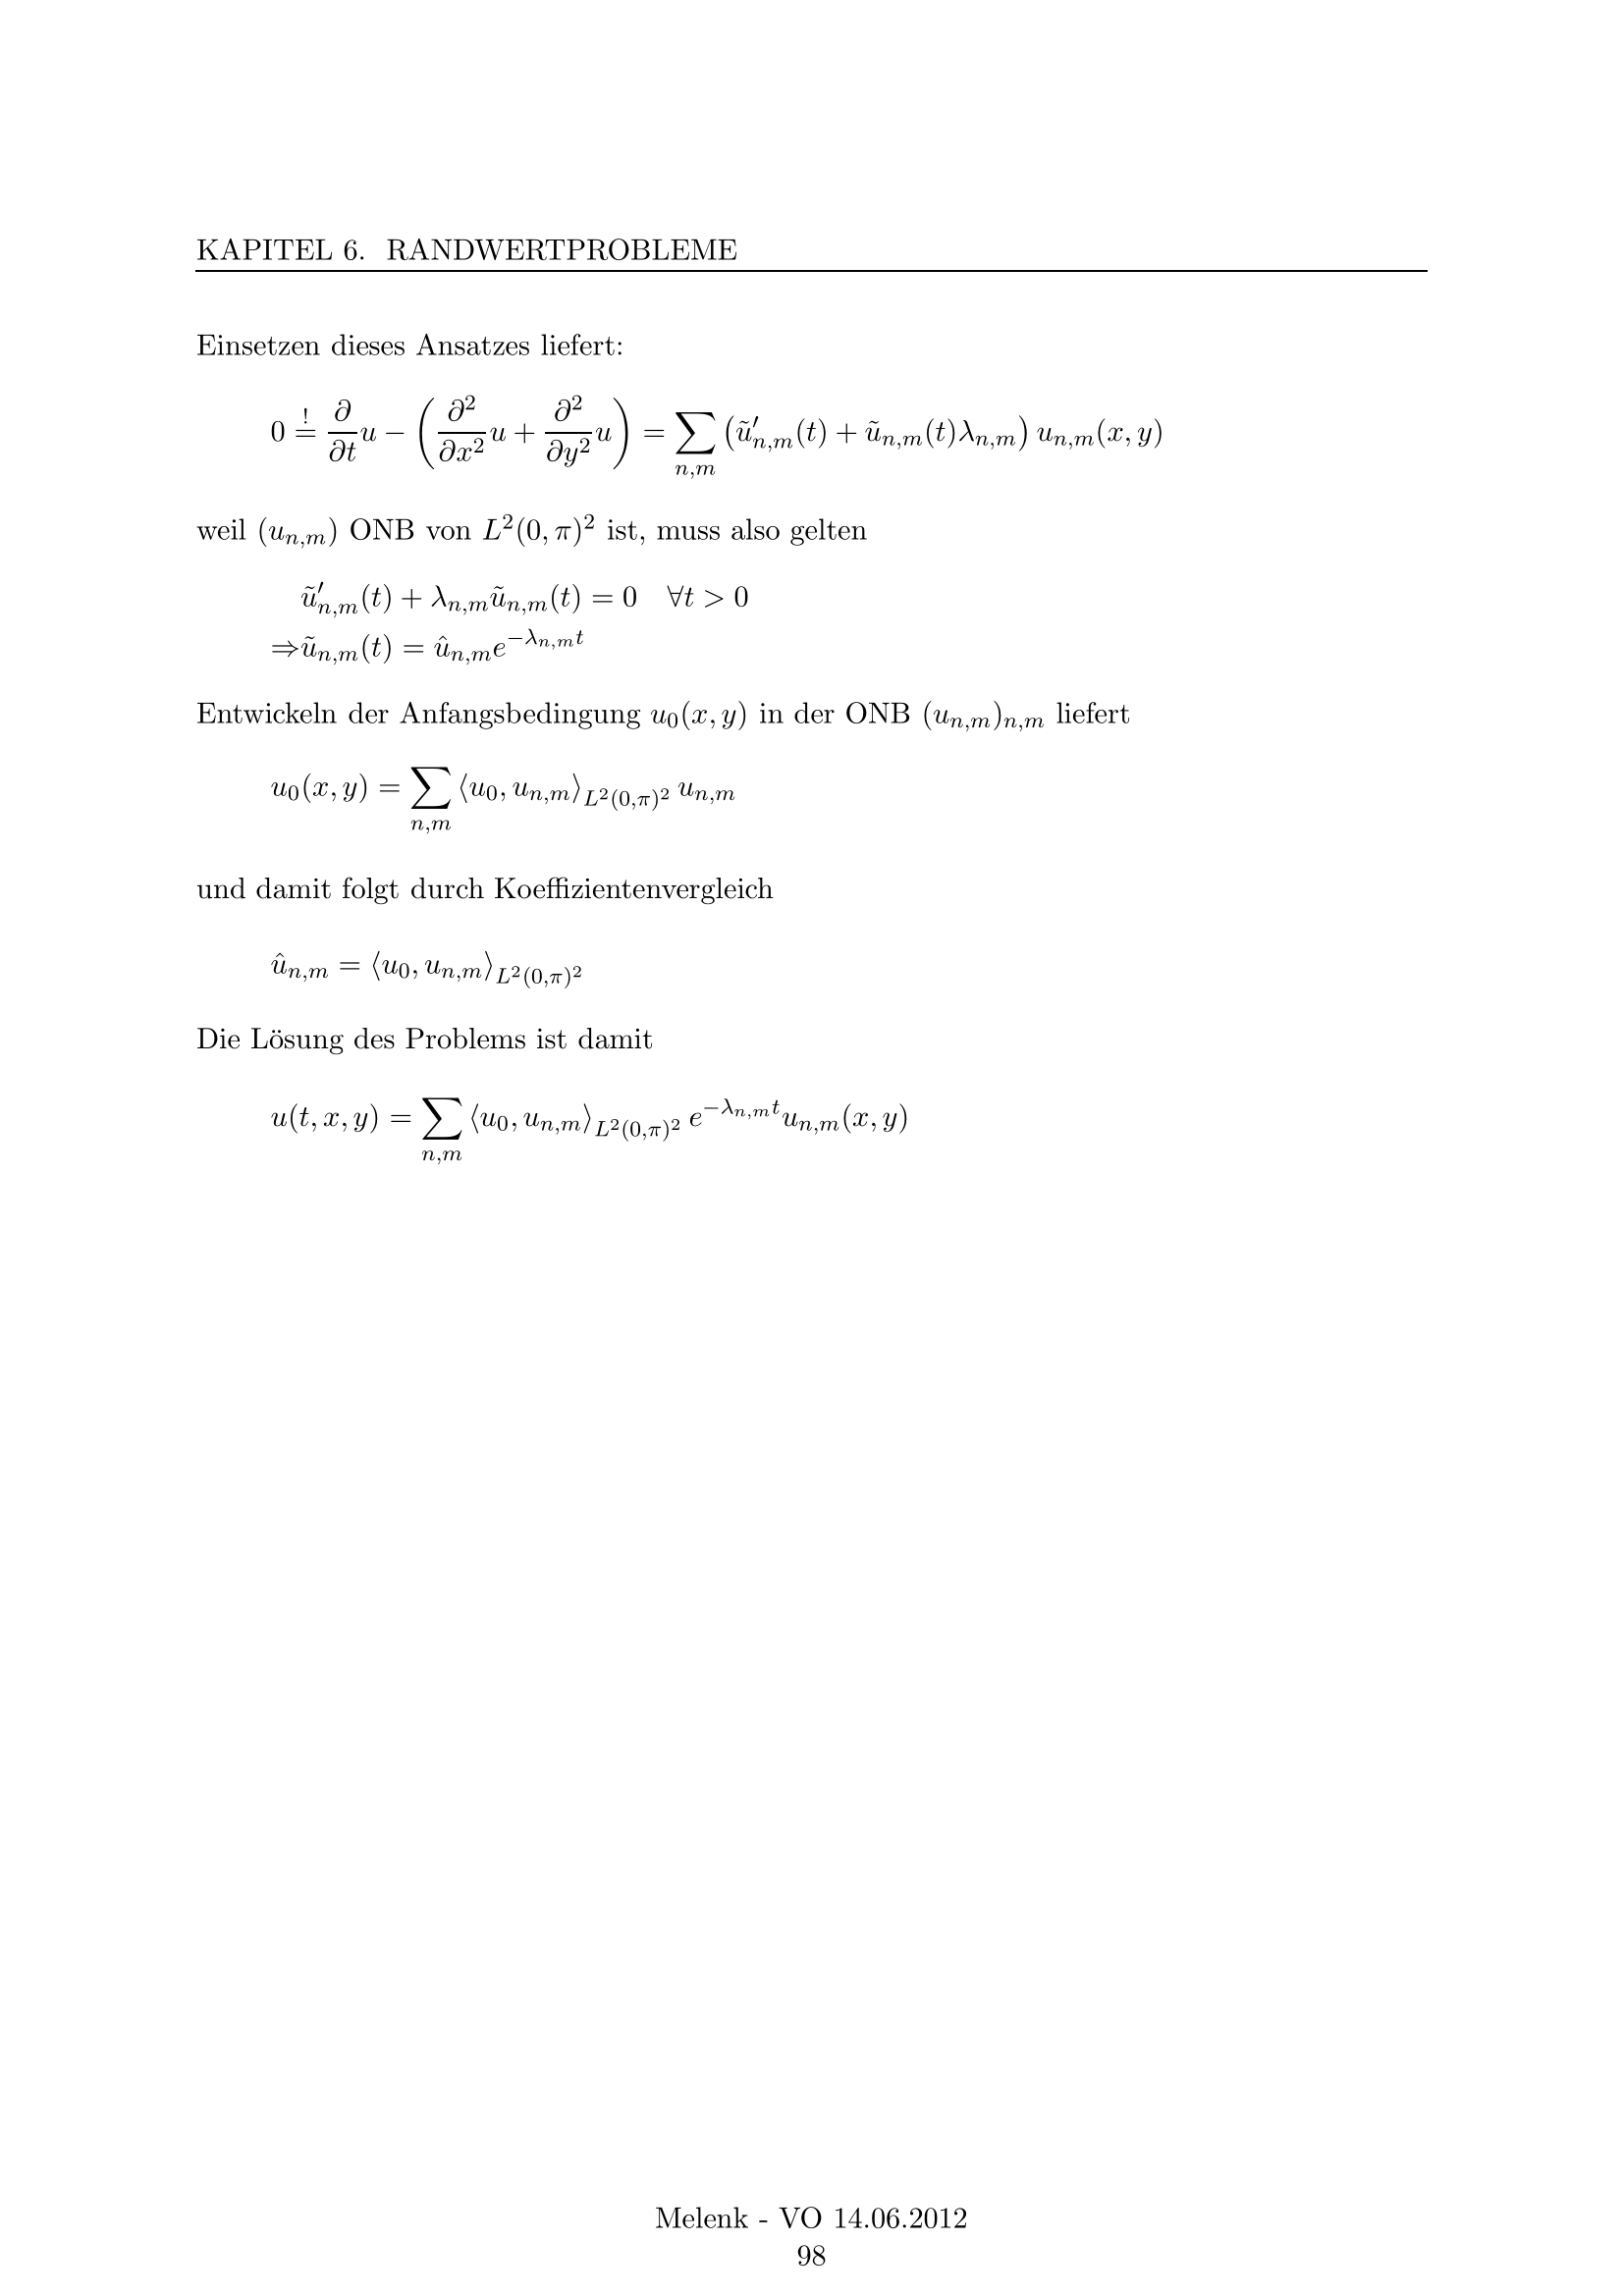 KAPITEL 6. RANDWERTPROBLEME
Einsetzen dieses Ansatzes liefert:
$0 \stackrel{!}{=} \frac{\partial}{\partial t}u - \left(\frac{\partial^2}{\partial x^2}u + \frac{\partial^2}{\partial y^2}u\right) = \sum_{n,m} \left(\tilde{u}'_{n,m}(t) + \tilde{u}_{n,m}(t)\lambda_{n,m}\right) u_{n,m}(x,y)$
weil $(u_{n,m})$ ONB von $L^2(0,\pi)^2$ ist, muss also gelten
$\tilde{u}'_{n,m}(t) + \lambda_{n,m}\tilde{u}_{n,m}(t) = 0 \quad \forall t > 0$
$\Rightarrow \tilde{u}_{n,m}(t) = \hat{u}_{n,m}e^{-\lambda_{n,m}t}$
Entwickeln der Anfangsbedingung $u_0(x,y)$ in der ONB $(u_{n,m})_{n,m}$ liefert
$u_0(x,y) = \sum_{n,m} \langle u_0, u_{n,m} \rangle_{L^2(0,\pi)^2} u_{n,m}$
und damit folgt durch Koeffizientenvergleich
$\hat{u}_{n,m} = \langle u_0, u_{n,m} \rangle_{L^2(0,\pi)^2}$
Die Lösung des Problems ist damit
$u(t,x,y) = \sum_{n,m} \langle u_0, u_{n,m} \rangle_{L^2(0,\pi)^2} e^{-\lambda_{n,m}t} u_{n,m}(x,y)$
Melenk - VO 14.06.2012
98